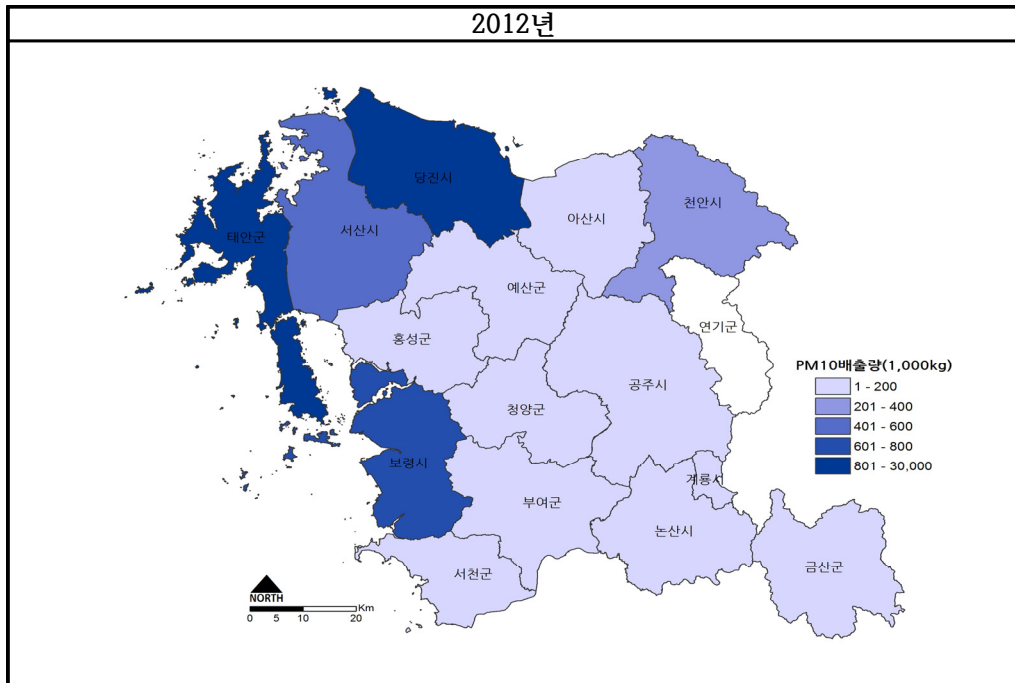 2012년
당진시
아산시
천안시
서산시
태안군
예산군
연기군
홍성군
PM10배출량(1,000kg)
1 - 200
201 - 400
401 - 600
601 - 800
801 - 30,000
공주시
청양군
보령시
계룡시
부여군
논산시
금산군
서천군
NORTH
Km
0 5 10 20